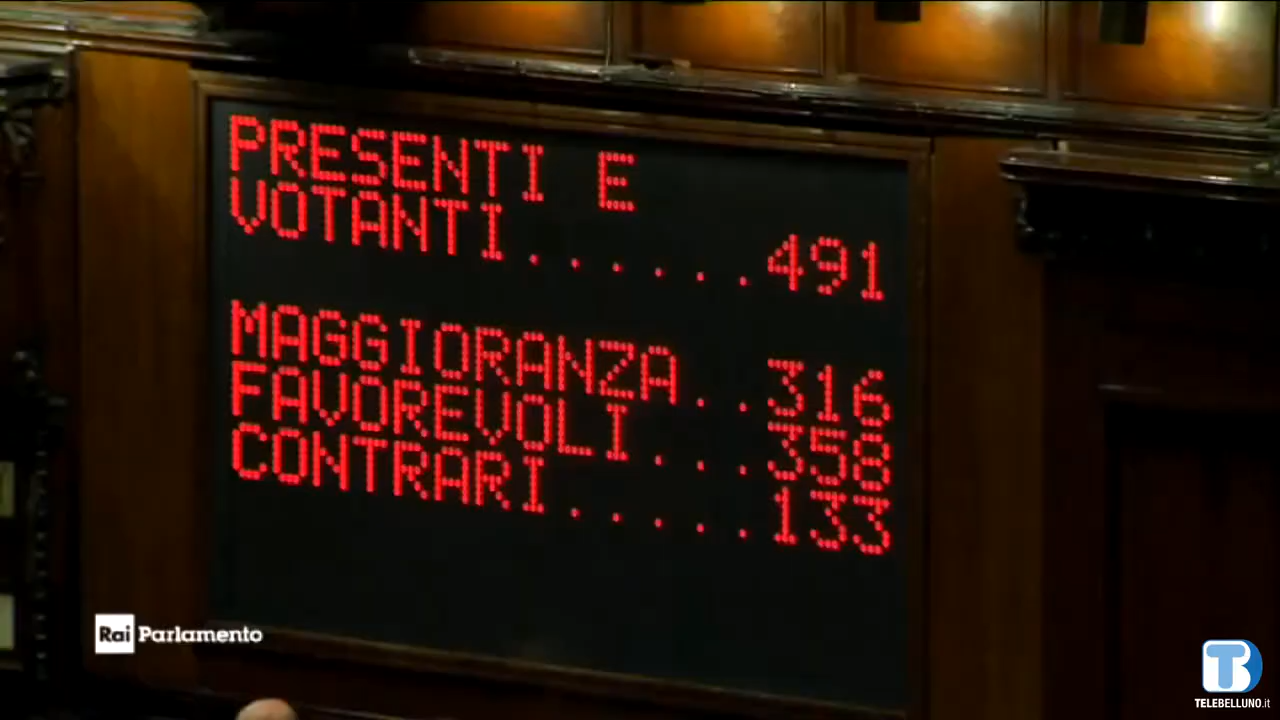 PRESENTI E
VOTANTI......491
MAGGIORANZA..316
FAVOREVOLI...358
CONTRARI.....133
Rai Parlamento
TELEBELLUNO.it